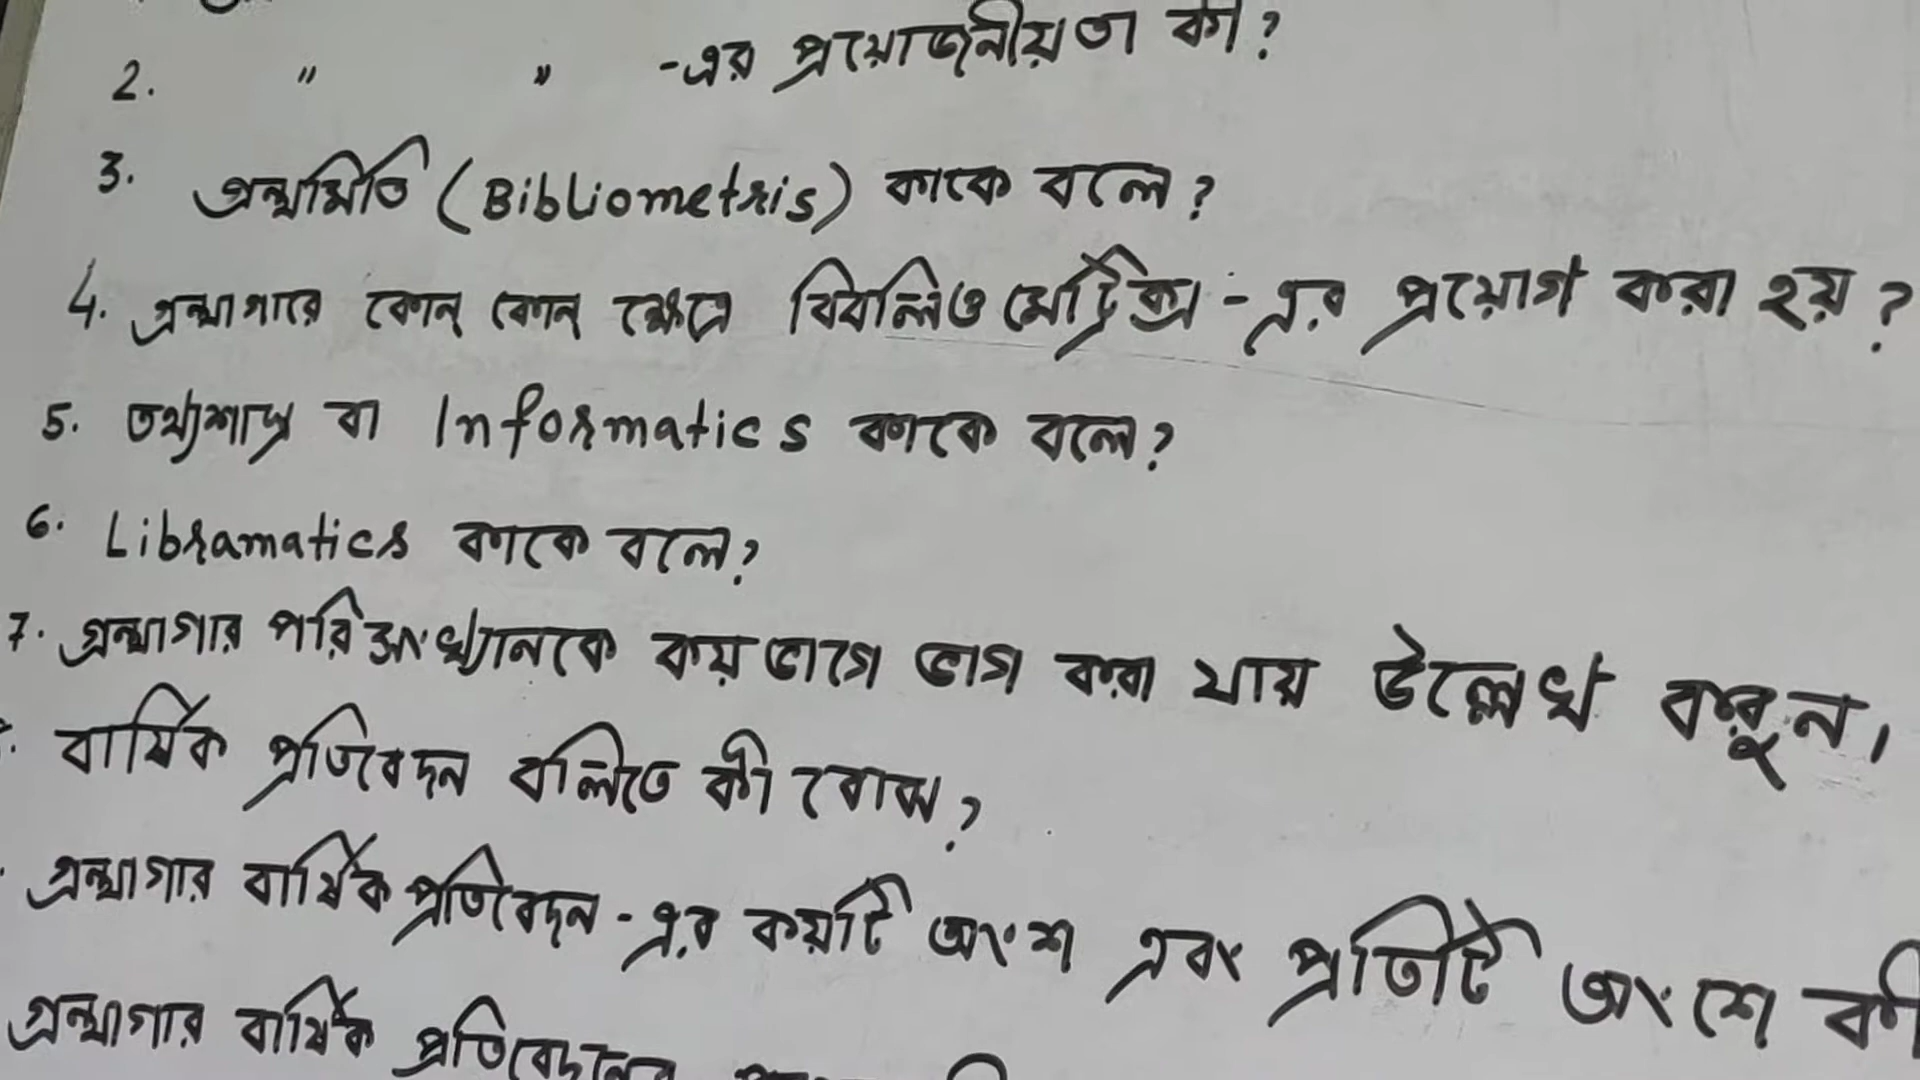 2. " " -এর প্রয়োজনীয়তা কী?
3. গ্রন্থমিতি (Bibliometris) কাকে বলে?
4. গ্রন্থাগারে কোন্ কোন্ ক্ষেত্রে বিবলিওমেট্রিক্স - এর প্রয়োগ করা হয়?
5. তথ্যশাস্ত্র বা Informatics কাকে বলে?
6. Libramatics কাকে বলে?
7. গ্রন্থাগার পরিসংখ্যানকে কয় ভাগে ভাগ করা যায় উল্লেখ করুন।
বার্ষিক প্রতিবেদন বলিতে কী বোঝ?
গ্রন্থাগার বার্ষিক প্রতিবেদন - এর কয়টি অংশ এবং প্রতিটি অংশে কী
গ্রন্থাগার বার্ষিক প্রতিবেদনের